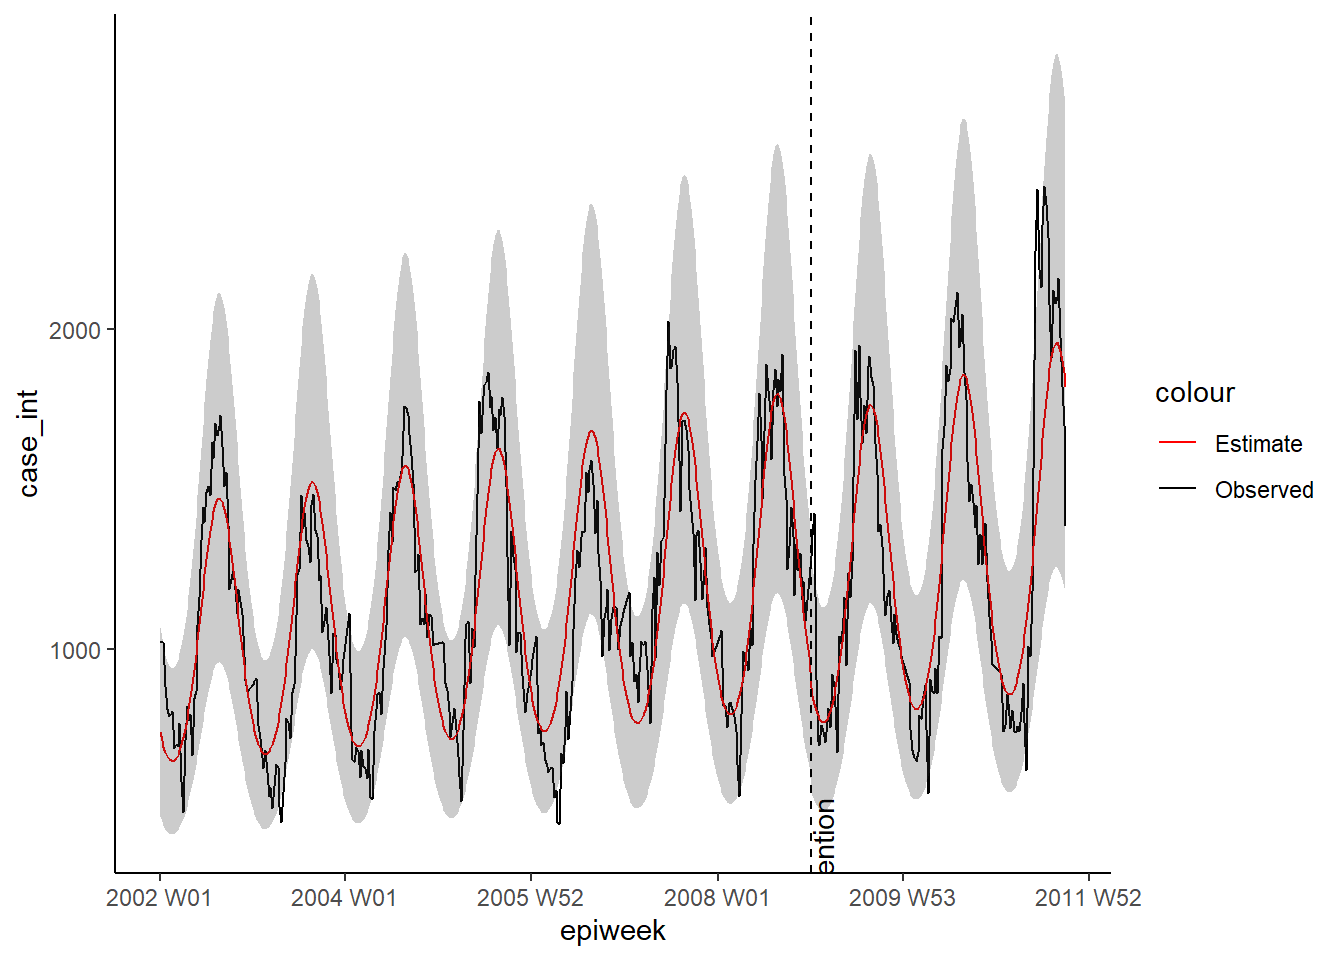 case_int
2000
1000
ention
2002 W01
2004 W01
2005 W52
2008 W01
2009 W53
2011 W52
epiweek
colour
Estimate
Observed